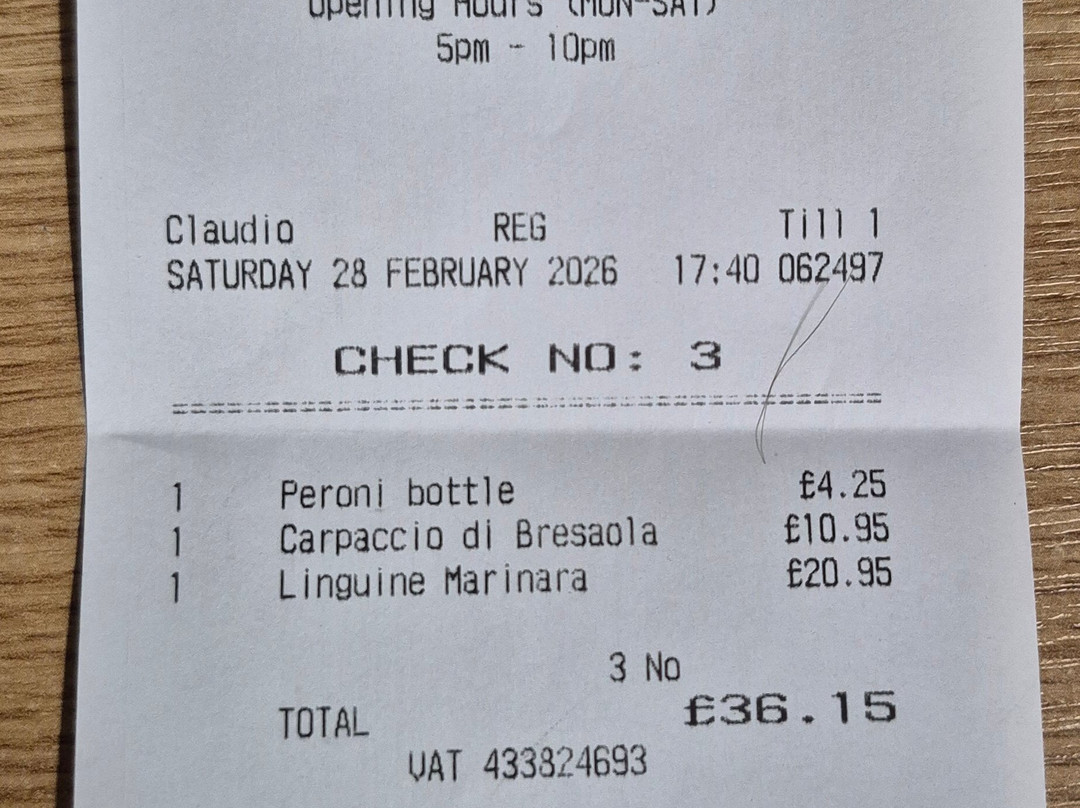 Opening Hours (MON-SAT)
5pm - 10pm
Claudio REG Till 1
SATURDAY 28 FEBRUARY 2026 17:40 062497
CHECK NO: 3
1 Peroni bottle £4.25
1 Carpaccio di Bresaola £10.95
1 Linguine Marinara £20.95
3 No
TOTAL £36.15
VAT 433824693